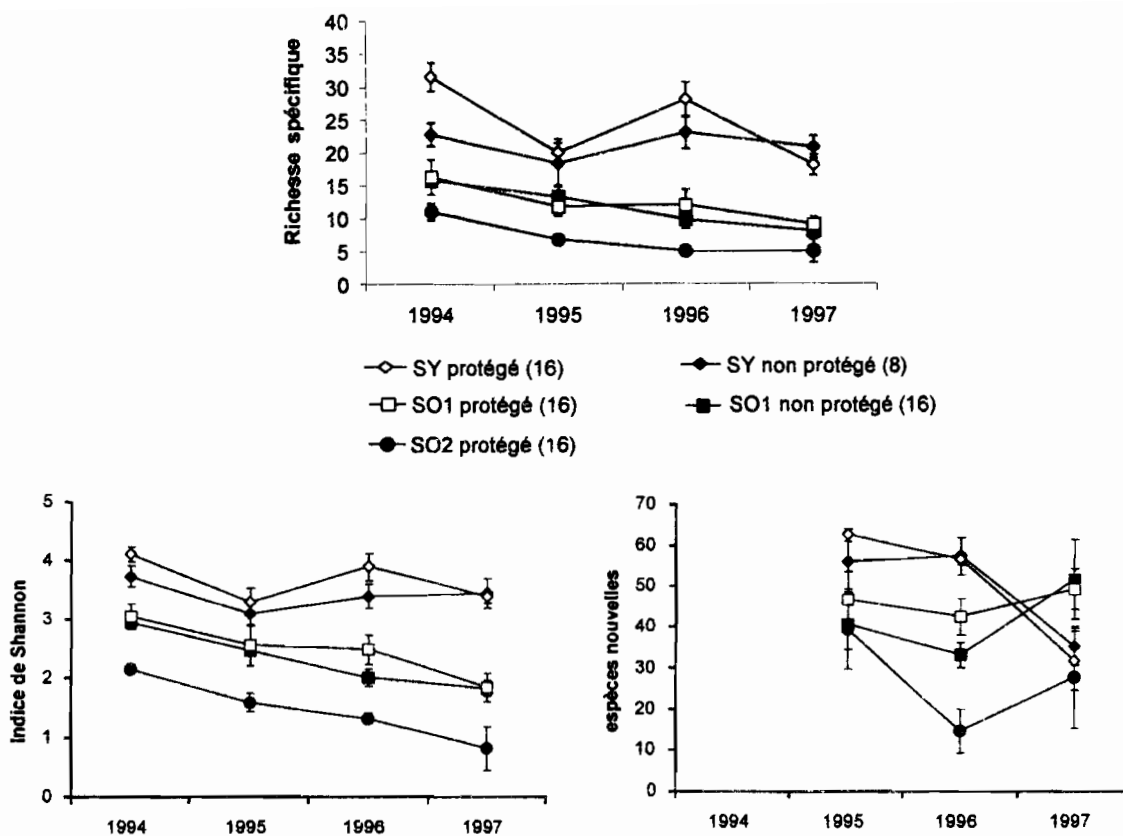 Richesse spécifique
40
35
30
25
20
15
10
5
0
1994 1995 1996 1997
SY protégé (16) SY non protégé (8)
SO1 protégé (16) SO1 non protégé (16)
SO2 protégé (16)
Indice de Shannon
5
4
3
2
1
0
1994 1995 1996 1997
espèces nouvelles
70
60
50
40
30
20
10
0
1994 1995 1996 1997